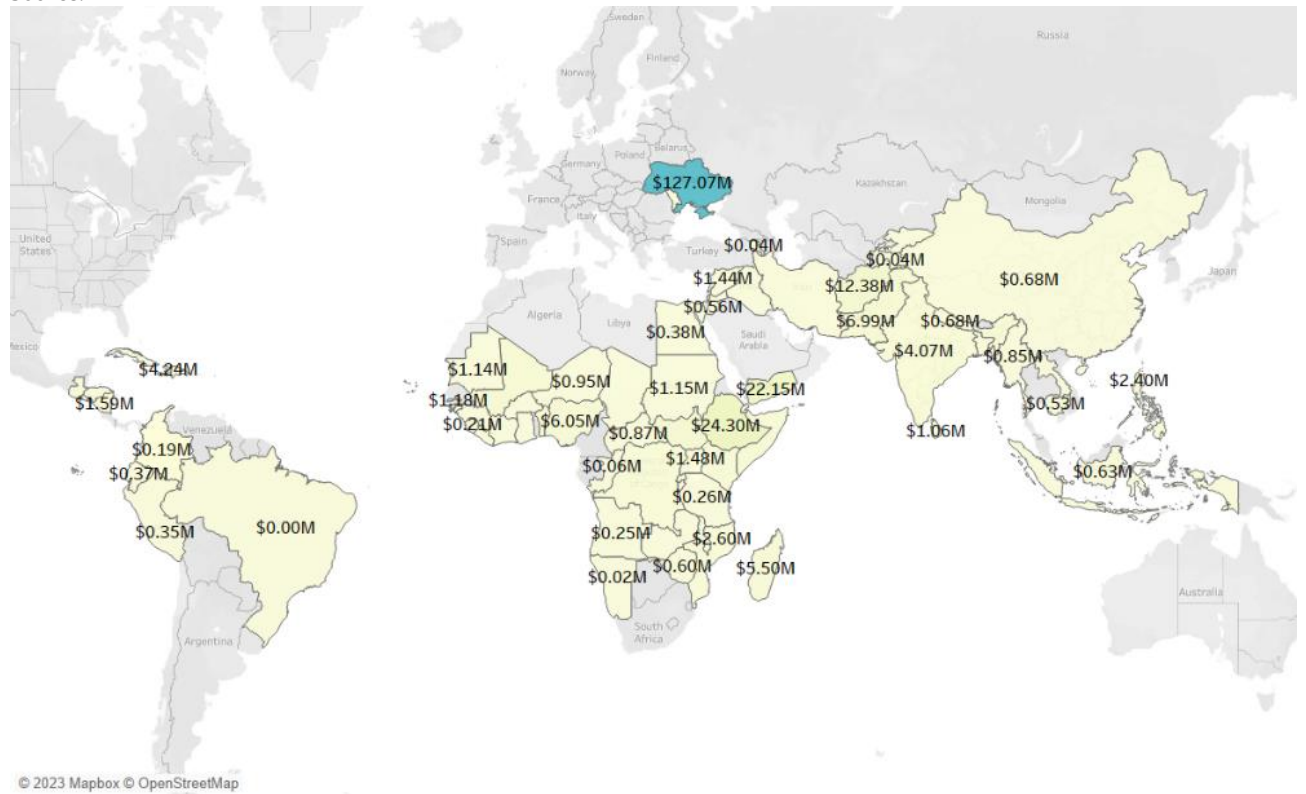 Sweden
Russia
Finland
Norway
Belarus
Poland
Germany
$127.07M
Kazakhstan
France
Mongolia
Italy
United
States
Spain
Turkey
$0.04M
$0.04M
Japan
$1.44M
$12.38M
$0.68M
$0.56M
Algeria
Libya
$0.38M
Saudi
Arabia
$6.99M
$0.68M
Mexico
$4.07M
$0.85M
$4.24M
$1.14M
$0.95M
$1.15M
$22.15M
$2.40M
$1.59M
$1.18M
$0.53M
$0.21M
$6.05M
$24.30M
$1.06M
Venezuela
$0.87M
$0.19M
$0.06M
$1.48M
$0.63M
$0.37M
$0.26M
$0.35M
$0.00M
$0.25M
$2.60M
$0.02M
$0.60M
$5.50M
Australia
South
Africa
Argentina
© 2023 Mapbox © OpenStreetMap